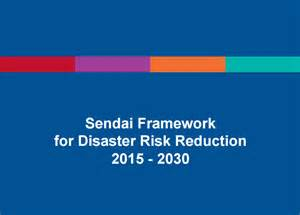 Sendai Framework
for Disaster Risk Reduction
2015 - 2030